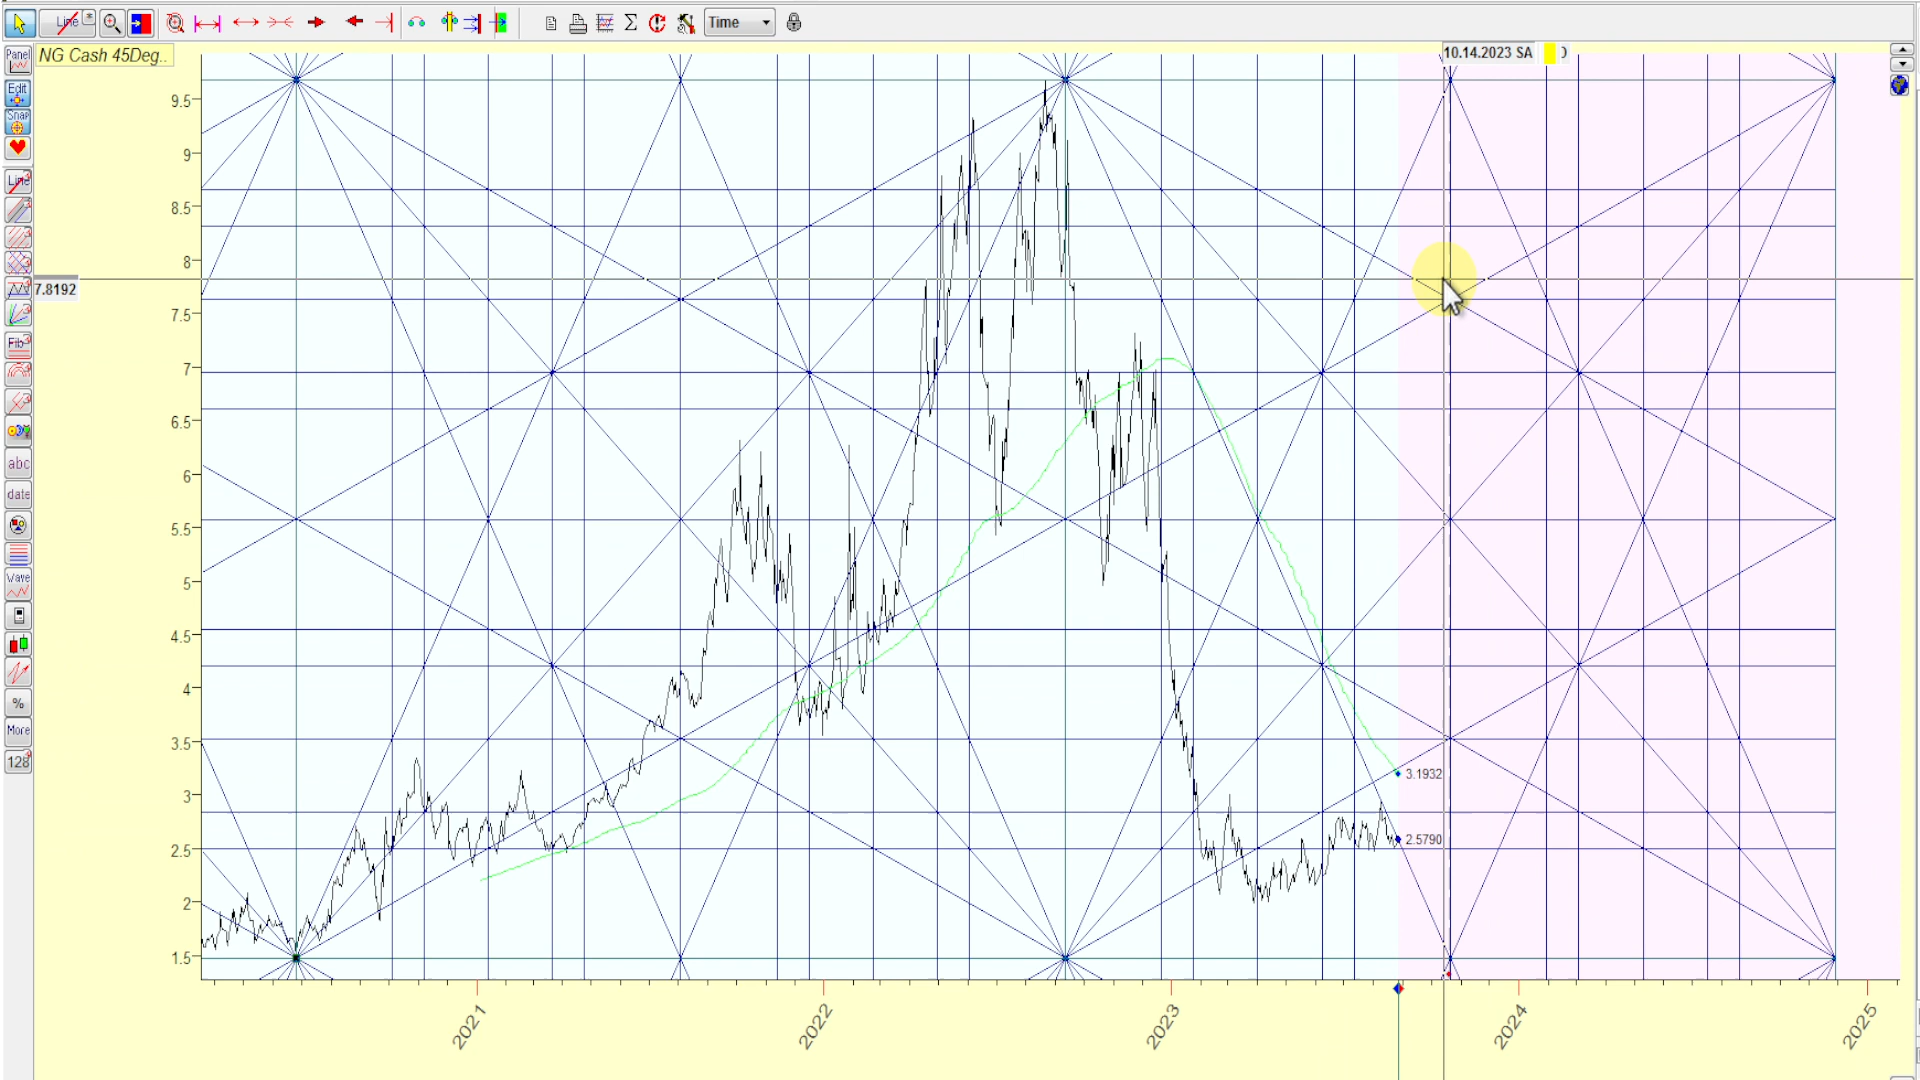 Line
Time
NG Cash 45Deg..
10.14.2023 SA
Panel
Edit
Snap
Line
Fib
abc
date
Wave
%
More
128
9.5
9
8.5
8
7.8192
7.5
7
6.5
6
5.5
5
4.5
4
3.5
3
2.5
2
1.5
3.1932
2.5790
2021
2022
2023
2024
2025